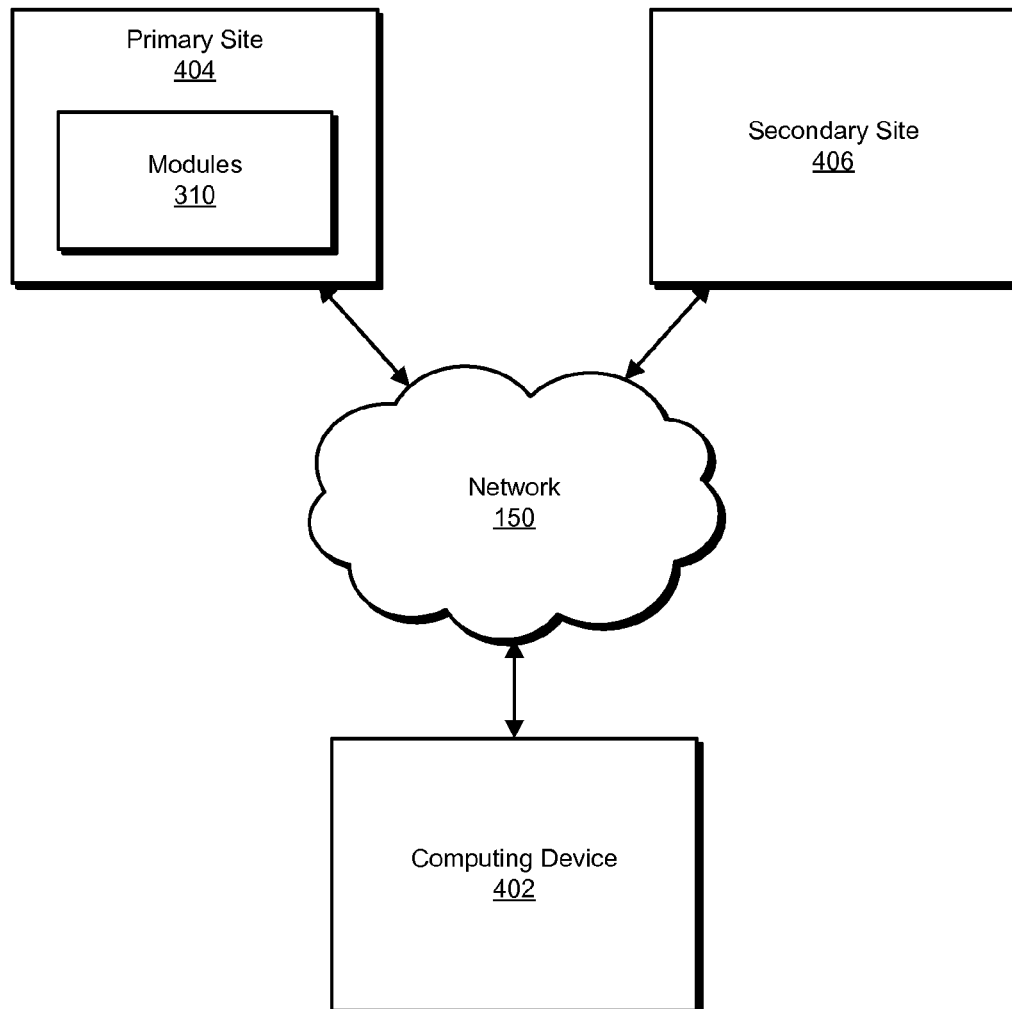 Primary Site
404
Modules
310
Secondary Site
406
Network
150
Computing Device
402